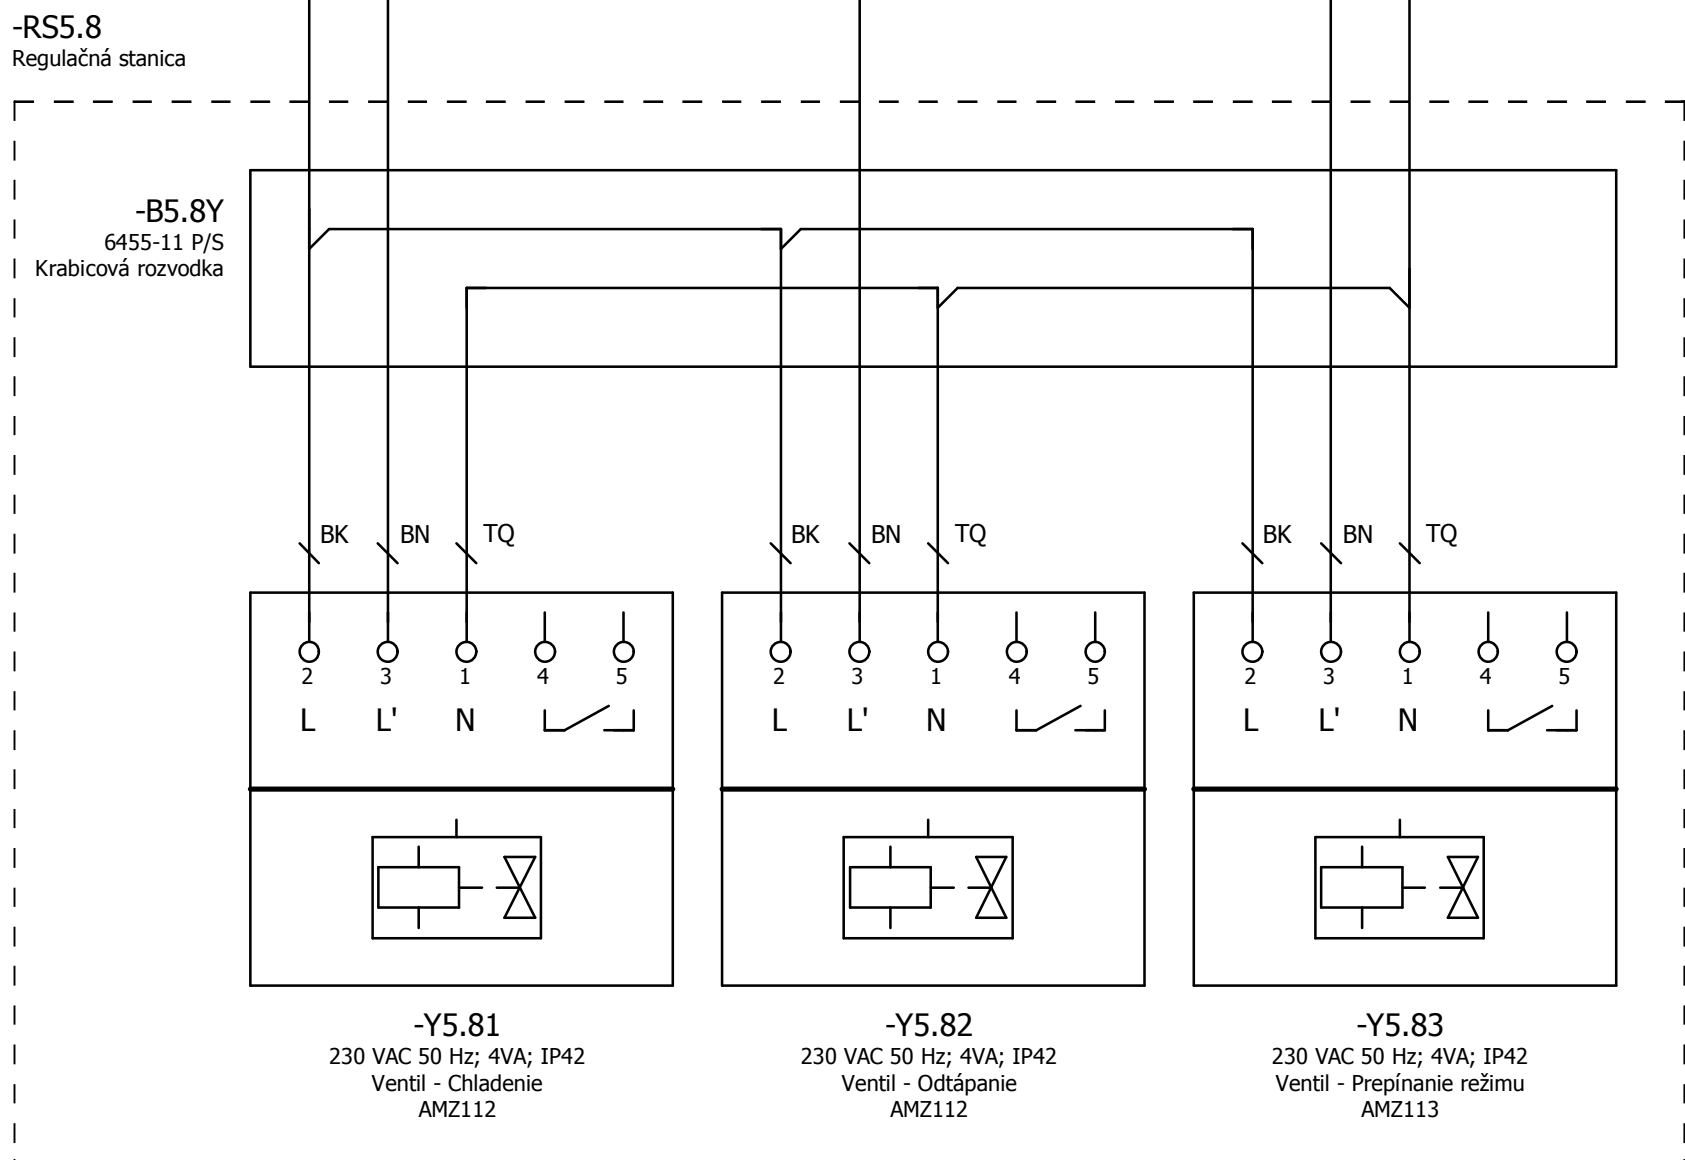 -RS5.8
Regulačná stanica
-B5.8Y
6455-11 P/S
Krabicová rozvodka
BK BN TQ BK BN TQ BK BN TQ
2 3 1 4 5 2 3 1 4 5 2 3 1 4 5
L L' N L L' N L L' N
-Y5.81
230 VAC 50 Hz; 4VA; IP42
Ventil - Chladenie
AMZ112
-Y5.82
230 VAC 50 Hz; 4VA; IP42
Ventil - Odtápanie
AMZ112
-Y5.83
230 VAC 50 Hz; 4VA; IP42
Ventil - Prepínanie režimu
AMZ113